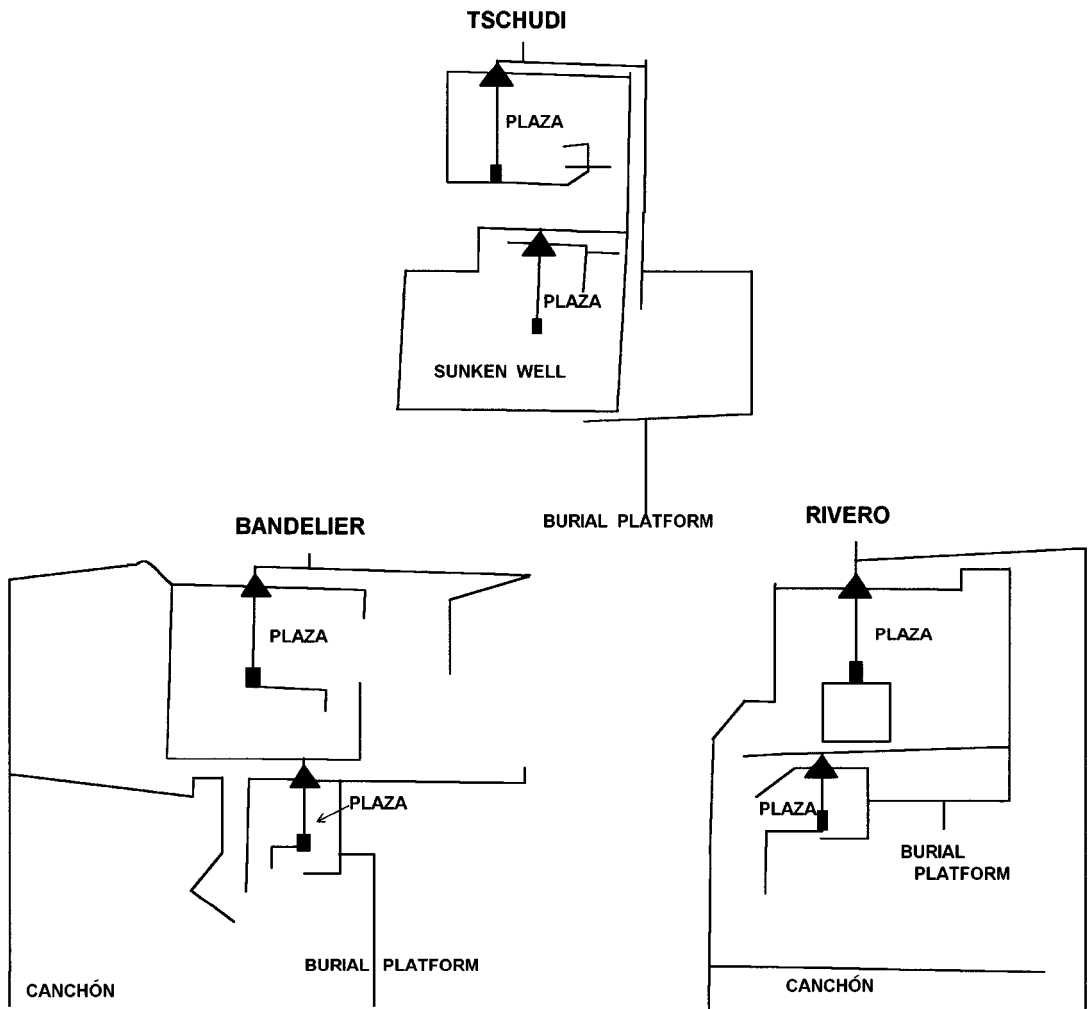 TSCHUDI
PLAZA
PLAZA
SUNKEN WELL
BURIAL PLATFORM
BANDELIER
PLAZA
PLAZA
BURIAL PLATFORM
CANCHÓN
RIVERO
PLAZA
PLAZA
BURIAL
PLATFORM
CANCHÓN